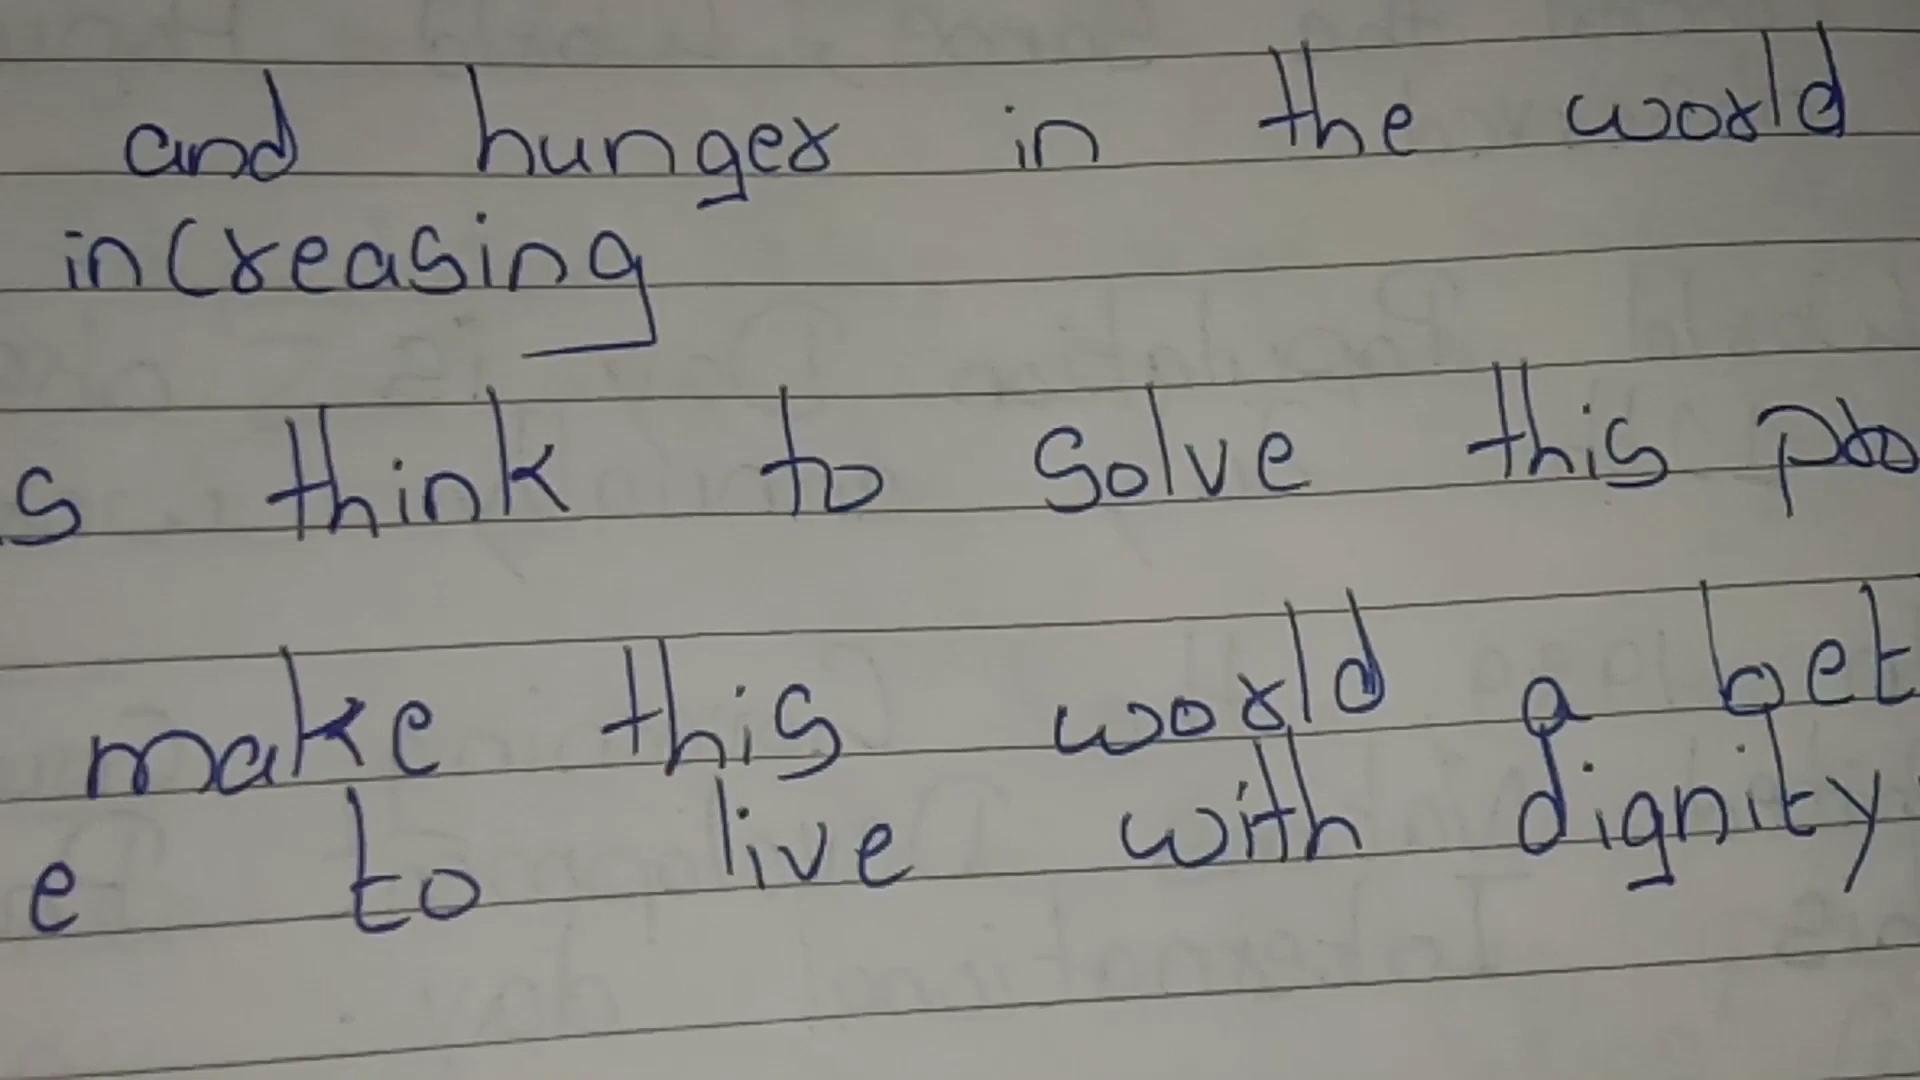 and hunger in the world
increasing
s think to solve this pro
make this world a bet
e to live with dignity